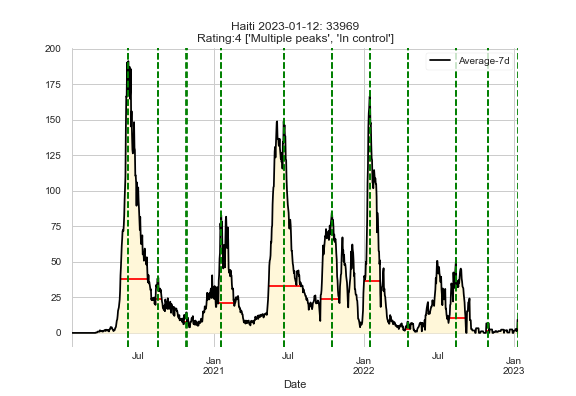 Haiti 2023-01-12: 33969
Rating:4 ['Multiple peaks', 'In control']
Average-7d
200
175
150
125
100
75
50
25
0
Jul
Jan
2021
Jul
Jan
2022
Jul
Jan
2023
Date